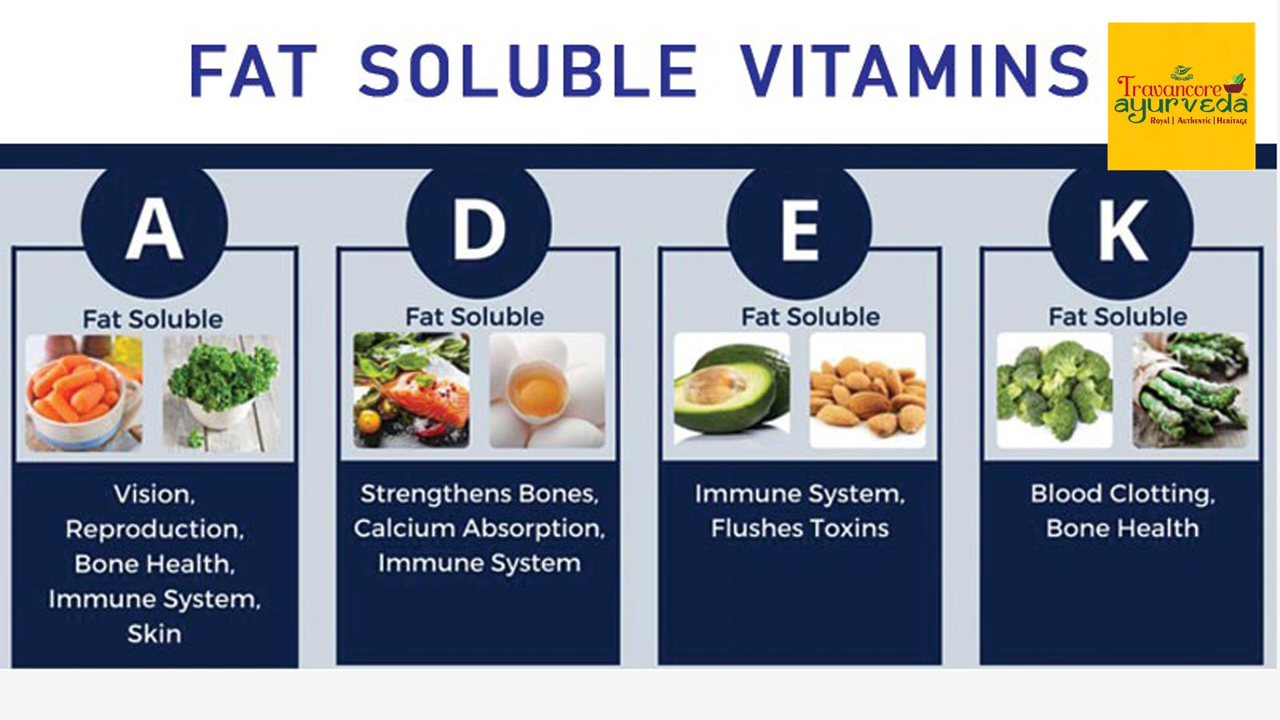 FAT SOLUBLE VITAMINS
Travancore
ayurveda
Royal | Authentic | Heritage
A
Fat Soluble
Vision,
Reproduction,
Bone Health,
Immune System,
Skin
D
Fat Soluble
Strengthens Bones,
Calcium Absorption,
Immune System
E
Fat Soluble
Immune System,
Flushes Toxins
K
Fat Soluble
Blood Clotting,
Bone Health